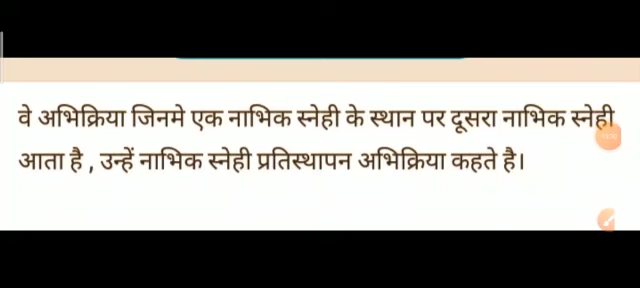 वे अभिक्रिया जिनमे एक नाभिक स्नेही के स्थान पर दूसरा नाभिक स्नेही
आता है , उन्हें नाभिक स्नेही प्रतिस्थापन अभिक्रिया कहते है।